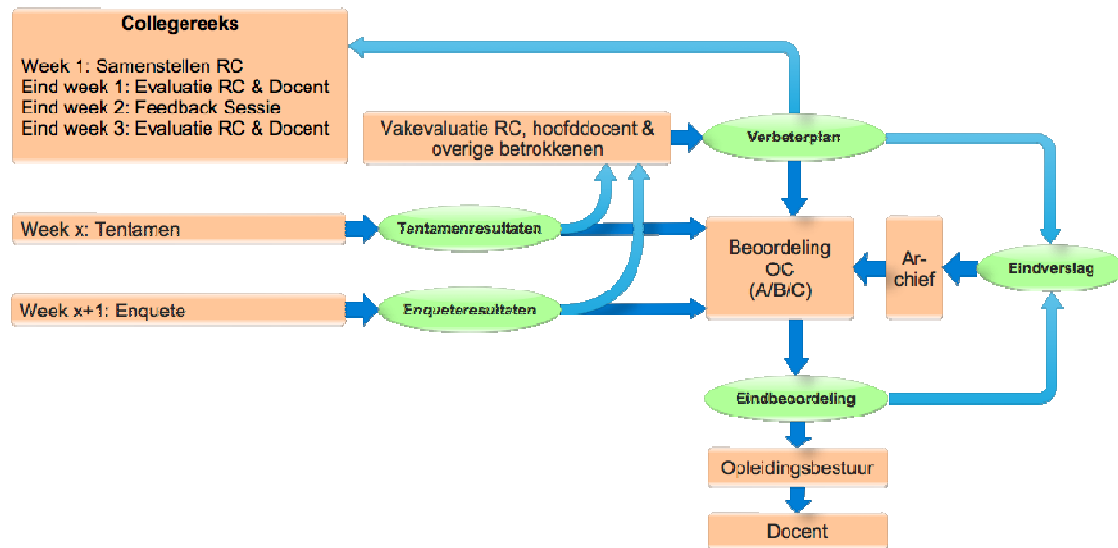 Collegereeks
Week 1: Samenstellen RC
Eind week 1: Evaluatie RC & Docent
Eind week 2: Feedback Sessie
Eind week 3: Evaluatie RC & Docent
Vakevaluatie RC, hoofddocent &
overige betrokkenen
Verbeterplan
Week x: Tentamen
Tentamenresultaten
Beoordeling
OC
(A/B/C)
Ar-
chief
Eindverslag
Week x+1: Enquete
Enqueteresultaten
Eindbeoordeling
Opleidingsbestuur
Docent